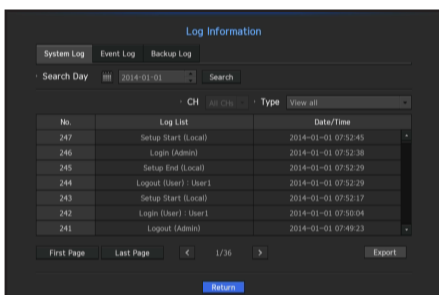 Log Information
System Log Event Log Backup Log
Search Day 2014-01-01 Search
CH All CHs Type View all
No. Log List Date/Time
247 Setup Start (Local) 2014-01-01 07:52:45
246 Login (Admin) 2014-01-01 07:52:38
245 Setup End (Local) 2014-01-01 07:52:29
244 Logout (User) : User1 2014-01-01 07:52:29
243 Setup Start (Local) 2014-01-01 07:52:17
242 Login (User) : User1 2014-01-01 07:50:04
241 Logout (Admin) 2014-01-01 07:49:23
First Page Last Page < 1/36 > Export
Return